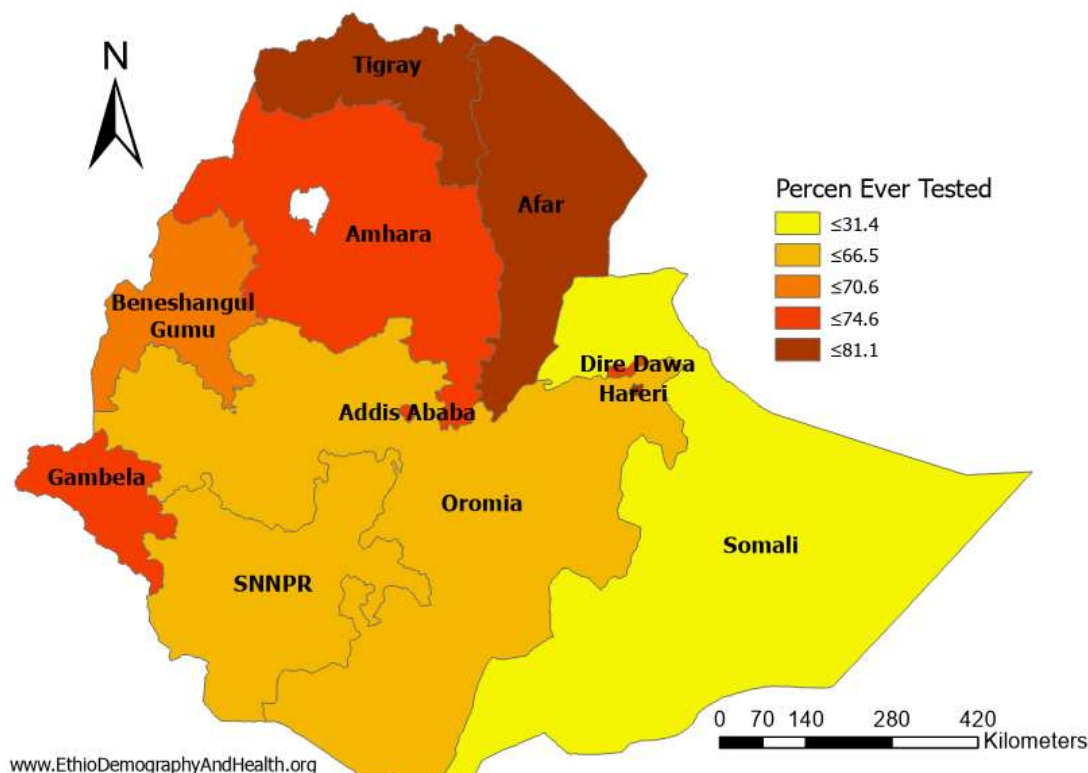 N
Tigray
Afar
Amhara
Beneshangul
Gumu
Dire Dawa
Hareri
Addis Ababa
Gambela
Oromia
Somali
SNNPR
Percen Ever Tested
≤31.4
≤66.5
≤70.6
≤74.6
≤81.1
0 70 140 280 420
Kilometers
www.EthioDemographyAndHealth.org